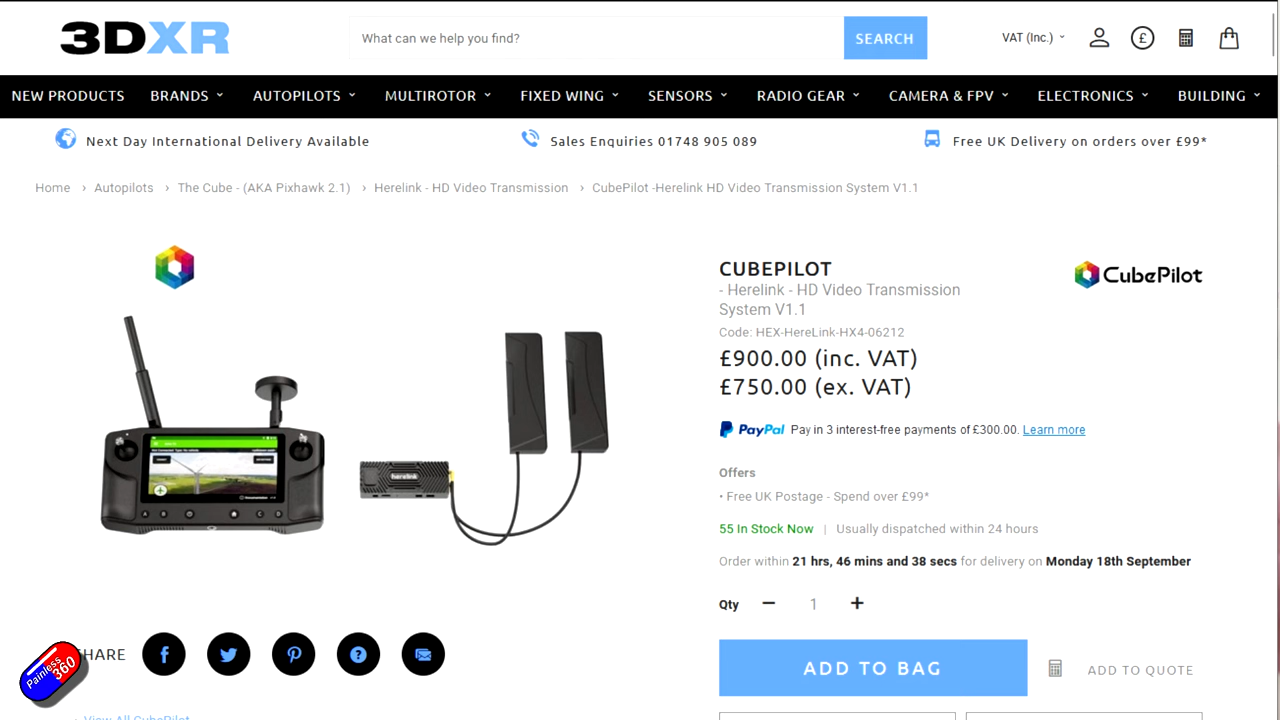 3DXR
What can we help you find?
SEARCH
VAT (Inc.)
£
NEW PRODUCTS BRANDS AUTOPILOTS MULTIROTOR FIXED WING SENSORS RADIO GEAR CAMERA & FPV ELECTRONICS BUILDING
Next Day International Delivery Available
Sales Enquiries 01748 905 089
Free UK Delivery on orders over £99*
Home › Autopilots › The Cube - (AKA Pixhawk 2.1) › Herelink - HD Video Transmission › CubePilot -Herelink HD Video Transmission System V1.1
CUBEPILOT
CubePilot
- Herelink - HD Video Transmission
System V1.1
Code: HEX-HereLink-HX4-06212
£900.00 (inc. VAT)
£750.00 (ex. VAT)
PayPal Pay in 3 interest-free payments of £300.00. Learn more
Offers
• Free UK Postage - Spend over £99*
55 In Stock Now | Usually dispatched within 24 hours
Order within 21 hrs, 46 mins and 38 secs for delivery on Monday 18th September
Qty − 1 +
herelink
ADD TO BAG
ADD TO QUOTE
SHARE
Painless360
View All CubePilot